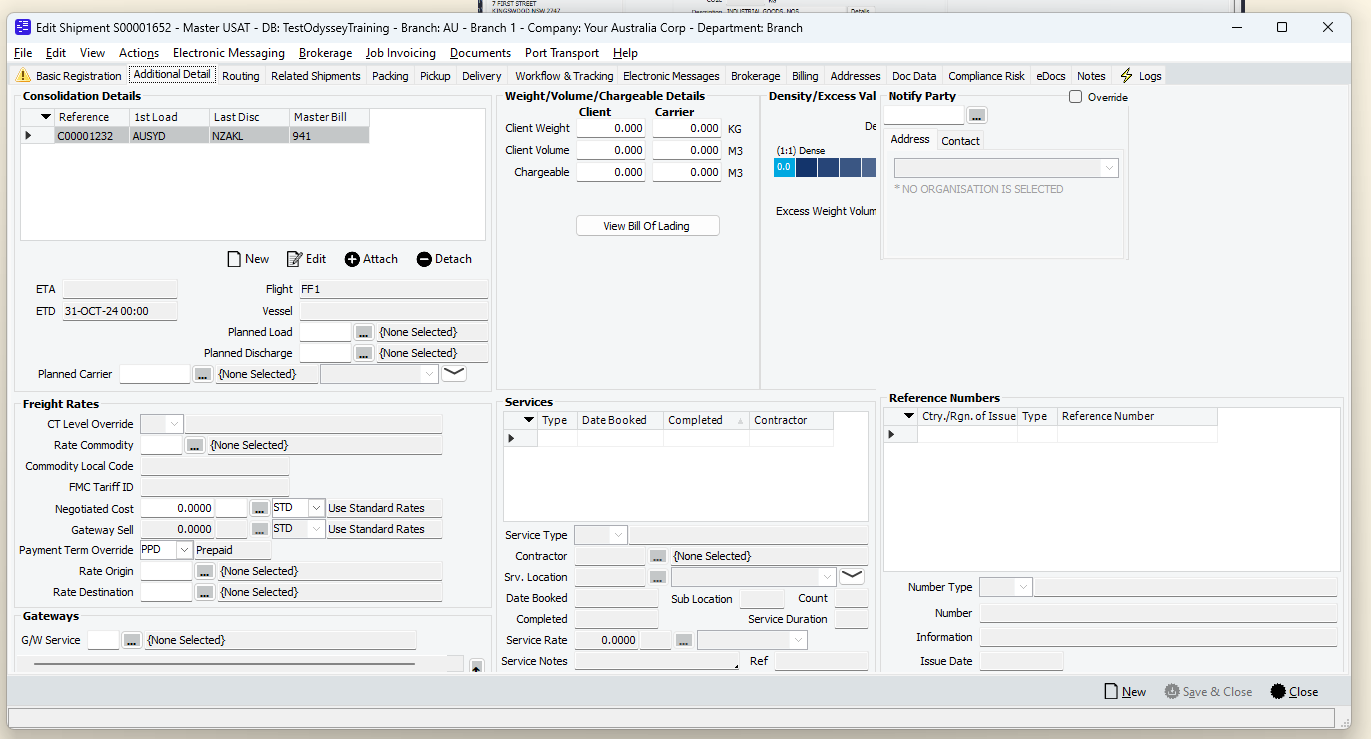 7 FIRST STREET
KINGSWOOD NSW 2747
Description INDUSTRIAL GOODS, NOS
Details
Edit Shipment S00001652 - Master USAT - DB: TestOdysseyTraining - Branch: AU - Branch 1 - Company: Your Australia Corp - Department: Branch
File Edit View Actions Electronic Messaging Brokerage Job Invoicing Documents Port Transport Help
Basic Registration Additional Detail Routing Related Shipments Packing Pickup Delivery Workflow & Tracking Electronic Messages Brokerage Billing Addresses Doc Data Compliance Risk eDocs Notes Logs
Consolidation Details
Reference 1st Load Last Disc Master Bill
C00001232 AUSYD NZAKL 941
New Edit Attach Detach
ETA Flight FF1
ETD 31-OCT-24 00:00 Vessel
Planned Load ... {None Selected}
Planned Discharge ... {None Selected}
Planned Carrier ... {None Selected}
Weight/Volume/Chargeable Details
Client Carrier
Client Weight 0.000 0.000 KG
Client Volume 0.000 0.000 M3
Chargeable 0.000 0.000 M3
View Bill Of Lading
Density/Excess Val
De
(1:1) Dense
0.0
Excess Weight Volum
Notify Party Override
...
Address Contact
* NO ORGANISATION IS SELECTED
Freight Rates
CT Level Override
Rate Commodity ... {None Selected}
Commodity Local Code
FMC Tariff ID
Negotiated Cost 0.0000 ... STD Use Standard Rates
Gateway Sell 0.0000 ... STD Use Standard Rates
Payment Term Override PPD Prepaid
Rate Origin ... {None Selected}
Rate Destination ... {None Selected}
Gateways
G/W Service ... {None Selected}
Services
Type Date Booked Completed Contractor
Service Type
Contractor ... {None Selected}
Srv. Location ...
Date Booked Sub Location Count
Completed Service Duration
Service Rate 0.0000 ...
Service Notes Ref
Reference Numbers
Ctry./Rgn. of Issue Type Reference Number
Number Type
Number
Information
Issue Date
New Save & Close Close